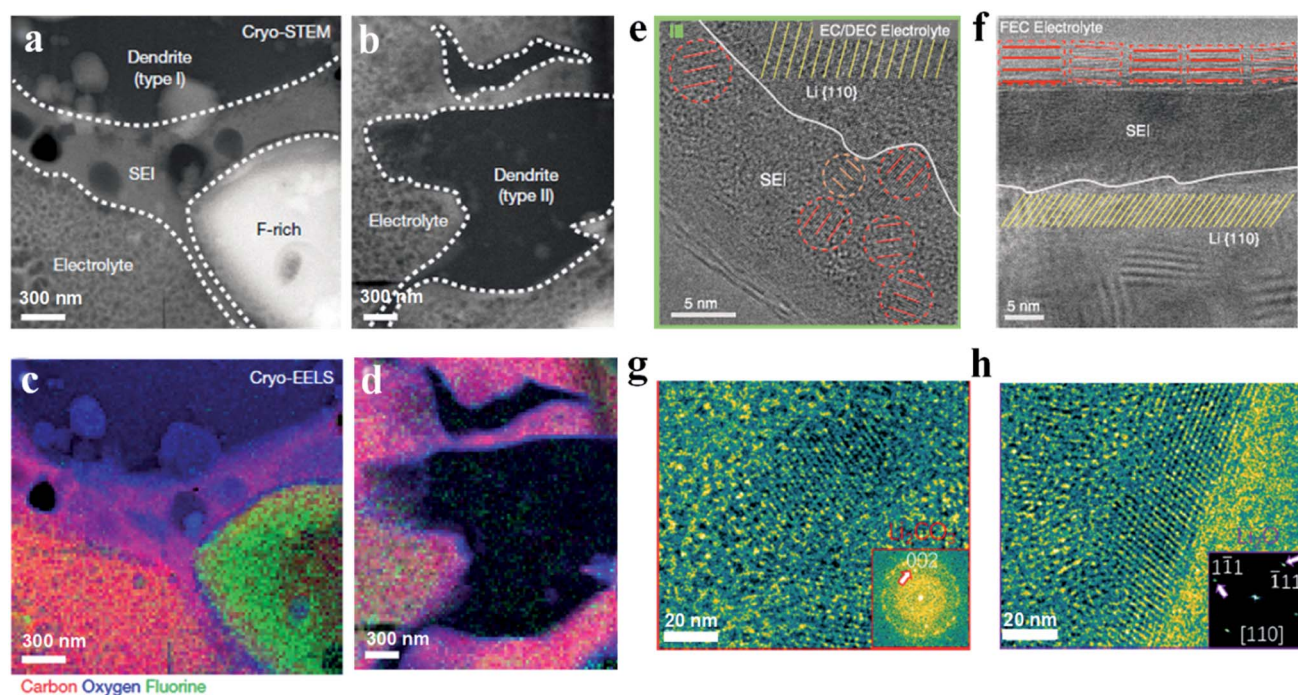 a
Cryo-STEM
Dendrite
(type I)
SEI
F-rich
Electrolyte
300 nm
b
Dendrite
(type II)
Electrolyte
300 nm
e
EC/DEC Electrolyte
Li {110}
SEI
5 nm
f
FEC Electrolyte
SEI
Li {110}
5 nm
c
Cryo-EELS
300 nm
Carbon Oxygen Fluorine
d
300 nm
g
002
20 nm
h
11̅1
1̅11
[110]
20 nm